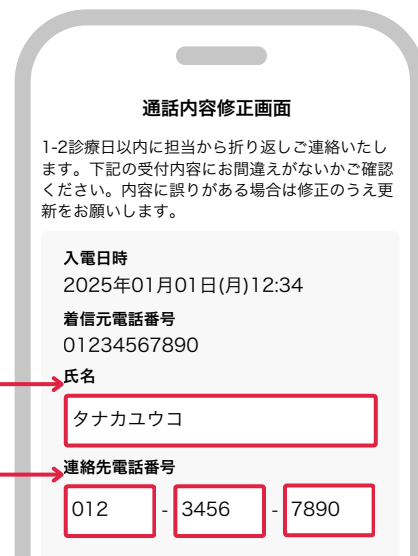 通話内容修正画面
1-2診療日以内に担当から折り返しご連絡いたし
ます。下記の受付内容にお間違えがないかご確認
ください。内容に誤りがある場合は修正のうえ更
新をお願いします。
入電日時
2025年01月01日(月)12:34
着信元電話番号
01234567890
氏名
タナカユウコ
連絡先電話番号
012 - 3456 - 7890